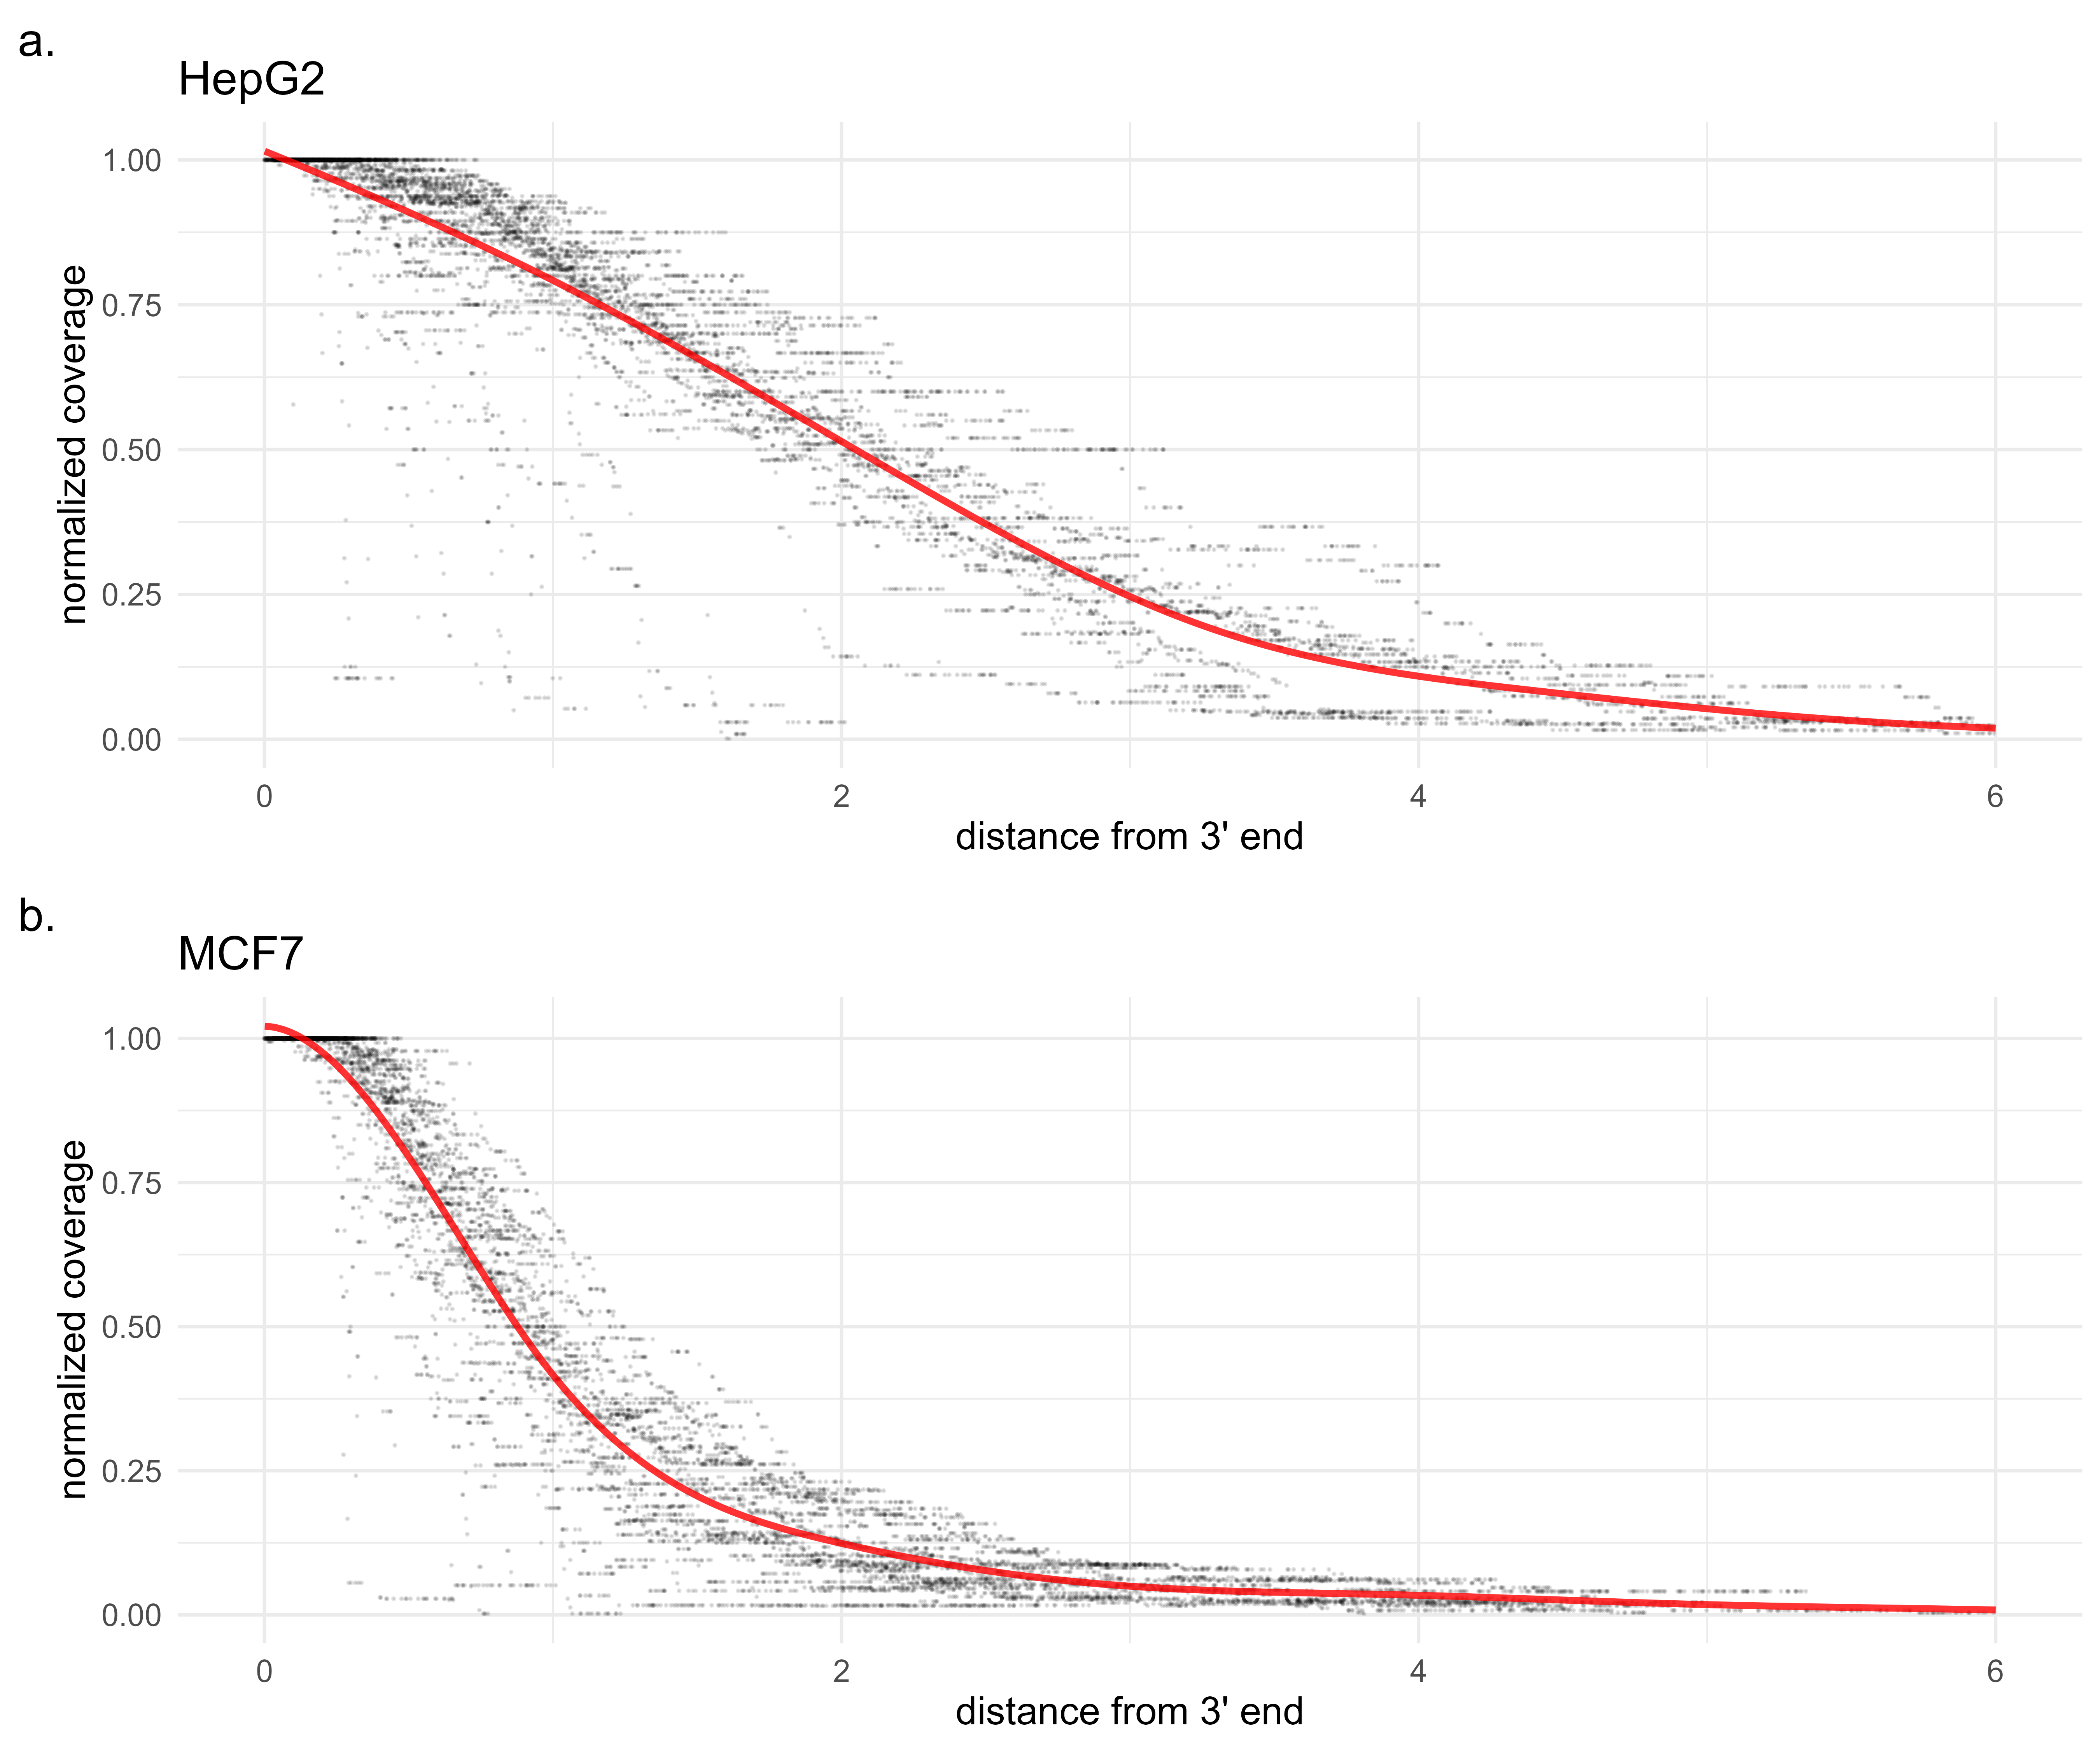 a.
HepG2
1.00
0.75
0.50
0.25
0.00
normalized coverage
0 2 4 6
distance from 3' end
b.
MCF7
1.00
0.75
0.50
0.25
0.00
normalized coverage
0 2 4 6
distance from 3' end